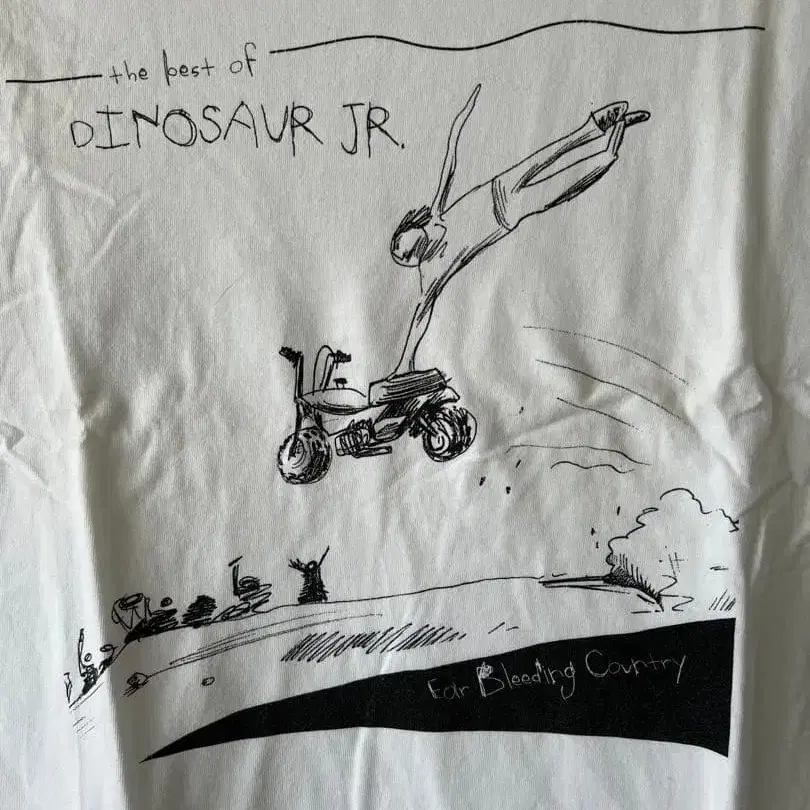 the best of
DINOSAUR JR.
Ear Bleeding Country